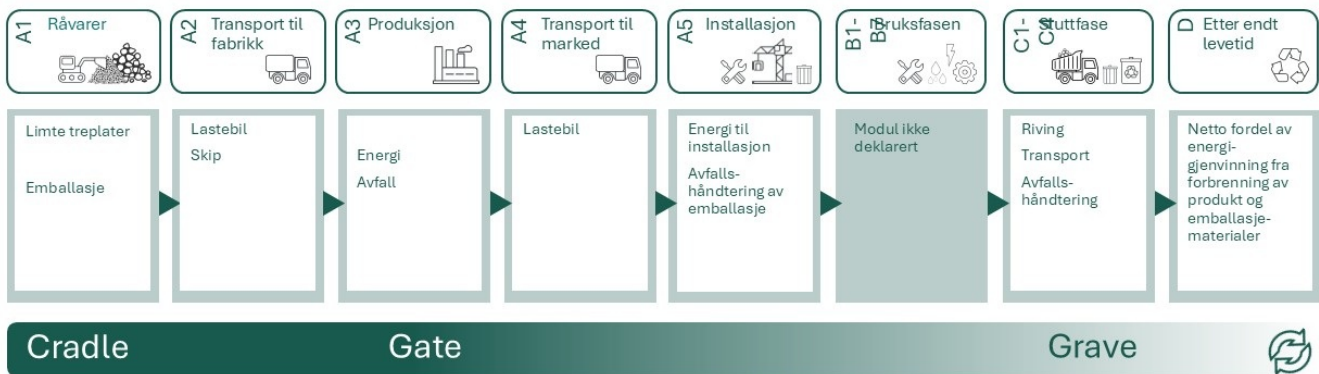 A1
Råvarer
A2
Transport til
fabrikk
A3
Produksjon
A4
Transport til
marked
A5
Installasjon
B1-
B7
Bruksfasen
C1-
C4
Sluttfase
D
Etter endt
levetid
Limte treplater
Emballasje
Lastebil
Skip
Energi
Avfall
Lastebil
Energi til
installasjon
Avfalls-
håndtering av
emballasje
Modul ikke
deklarert
Riving
Transport
Avfalls-
håndtering
Netto fordel av
energi-
gjenvinning fra
forbrenning av
produkt og
emballasje-
materialer
Cradle
Gate
Grave